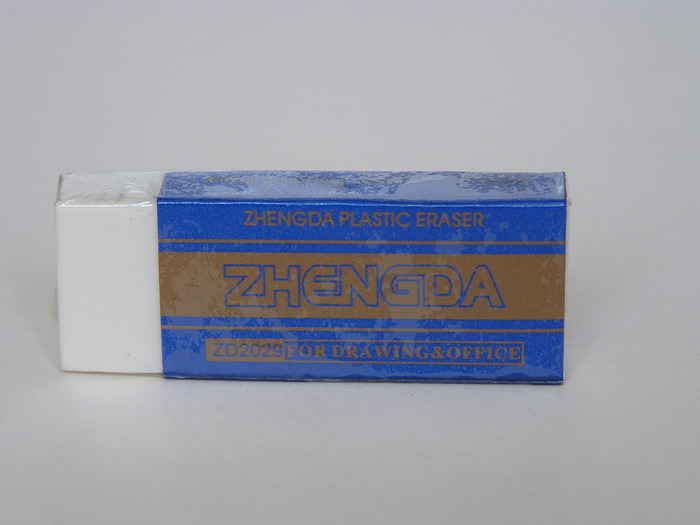 ZHENGDA PLASTIC ERASER
ZHENGDA
ZD2029 FOR DRAWING&OFFICE